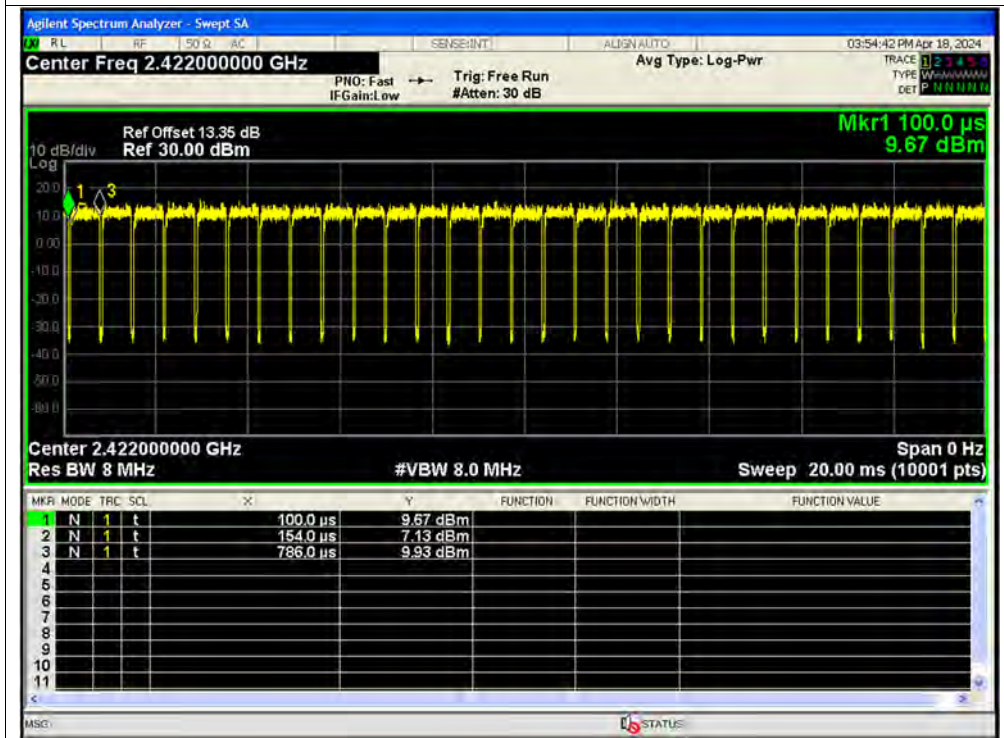 Agilent Spectrum Analyzer - Swept SA
RL RF 50 Ω AC SENSE:INT ALIGN AUTO 03:54:42 PM Apr 18, 2024
Center Freq 2.422000000 GHz Avg Type: Log-Pwr TRACE 1 2 3 4 5 6
PNO: Fast Trig: Free Run TYPE W
IFGain:Low #Atten: 30 dB DET P N N N N N
Mkr1 100.0 µs
Ref Offset 13.35 dB
10 dB/div Ref 30.00 dBm 9.67 dBm
Log
20.0
1 3
10.0
0.00
-10.0
-20.0
-30.0
-40.0
-50.0
-60.0
Center 2.422000000 GHz Span 0 Hz
Res BW 8 MHz #VBW 8.0 MHz Sweep 20.00 ms (10001 pts)
MKR MODE TRC SCL X Y FUNCTION FUNCTION WIDTH FUNCTION VALUE
1 N 1 t 100.0 µs 9.67 dBm
2 N 1 t 154.0 µs 7.13 dBm
3 N 1 t 786.0 µs 9.93 dBm
4
5
6
7
8
9
10
11
MSG STATUS